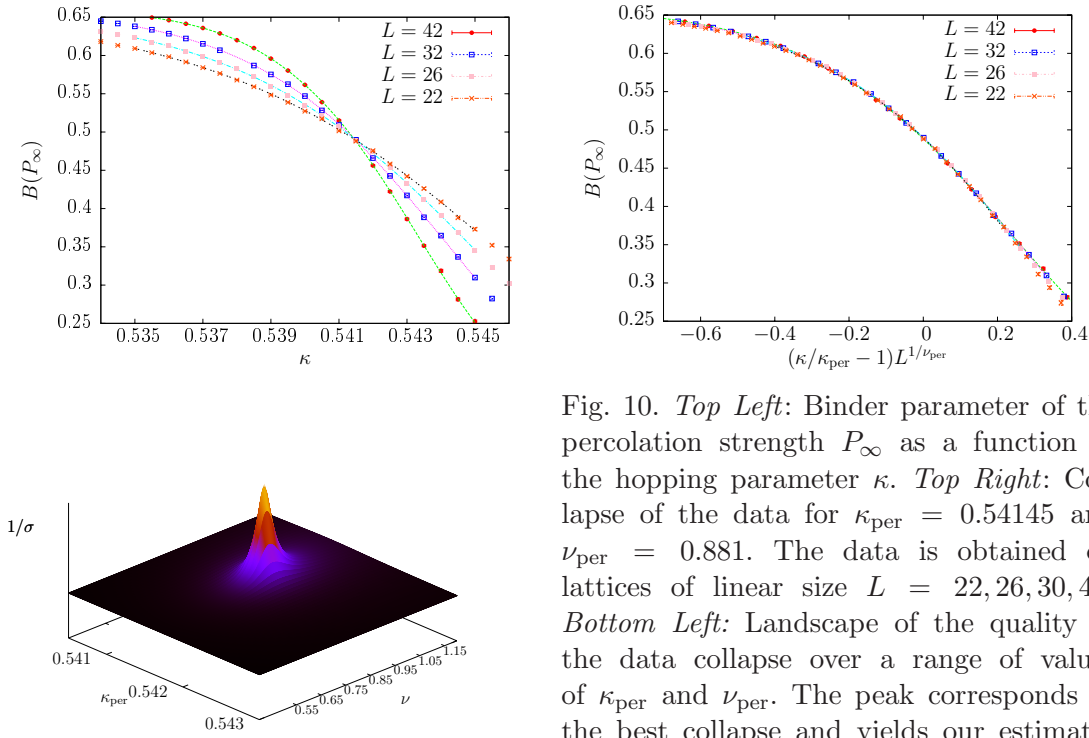 0.65
0.6
0.55
0.5
0.45
0.4
0.35
0.3
0.25
B(P∞)
L = 42
L = 32
L = 26
L = 22
0.535 0.537 0.539 0.541 0.543 0.545
κ
0.65
0.6
0.55
0.5
0.45
0.4
0.35
0.3
0.25
B(P∞)
L = 42
L = 32
L = 26
L = 22
−0.6 −0.4 −0.2 0 0.2 0.4
(κ/κper − 1)L^{1/νper}
1/σ
0.541
0.542
0.543
κper
0.55 0.65 0.75 0.85 0.95 1.05 1.15
ν
Fig. 10. Top Left: Binder parameter of th
percolation strength P∞ as a function
the hopping parameter κ. Top Right: Co
lapse of the data for κper = 0.54145 an
νper = 0.881. The data is obtained o
lattices of linear size L = 22, 26, 30, 4
Bottom Left: Landscape of the quality
the data collapse over a range of valu
of κper and νper. The peak corresponds
the best collapse and yields our estimat